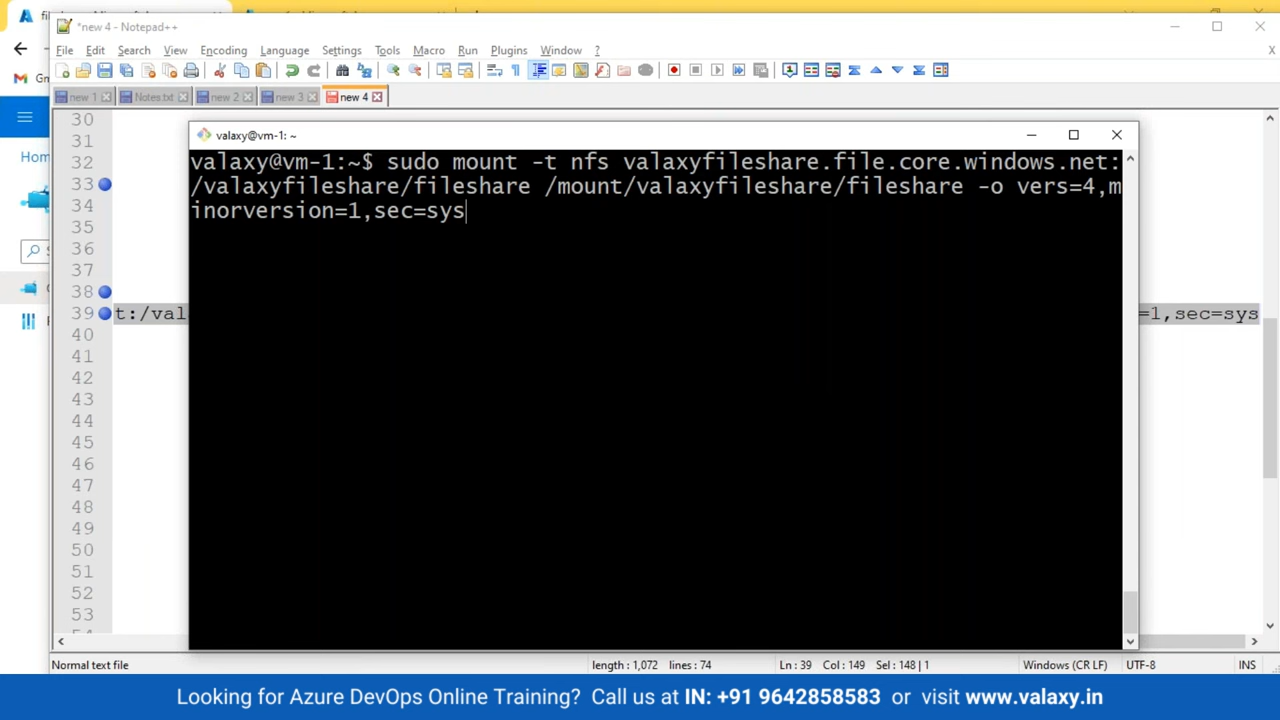 *new 4 - Notepad++
File Edit Search View Encoding Language Settings Tools Macro Run Plugins Window ?
new 1 Notes.txt new 2 new 3 new 4
30
31
32
33
34
35
36
37
38
39 t:/val =1,sec=sys
40
41
42
43
44
45
46
47
48
49
50
51
52
53
valaxy@vm-1: ~
valaxy@vm-1:~$ sudo mount -t nfs valaxyfileshare.file.core.windows.net:
/valaxyfileshare/fileshare /mount/valaxyfileshare/fileshare -o vers=4,m
inorversion=1,sec=sys
Normal text file length : 1,072 lines : 74 Ln : 39 Col : 149 Sel : 148 | 1 Windows (CR LF) UTF-8 INS
Looking for Azure DevOps Online Training? Call us at IN: +91 9642858583 or visit www.valaxy.in